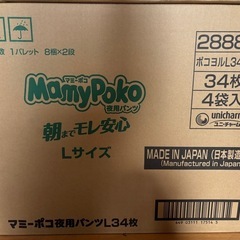 数 1パレット 8枚×2段
2888
ポコヨルL34
マミーポコ
MamyPoko
夜用パンツ
34枚
4袋入
朝までモレ安心
unicharm
ユニ・チャーム
Lサイズ
MADE IN JAPAN (日本製造
(Manufactured in Japan
マミーポコ夜用パンツL34枚